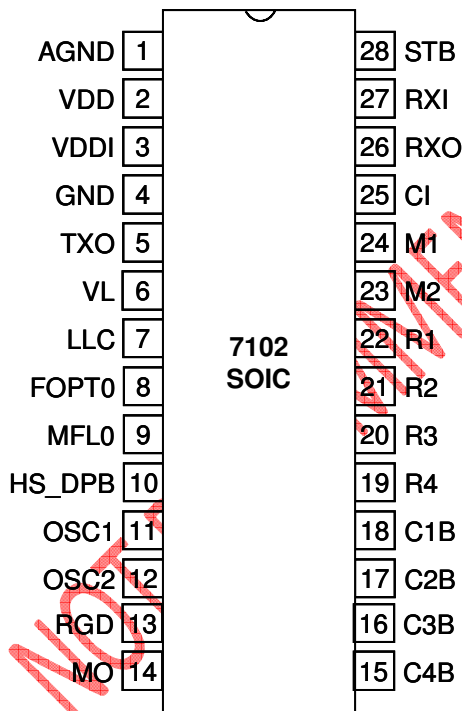 AGND 1 28 STB
VDD 2 27 RXI
VDDI 3 26 RXO
GND 4 25 CI
TXO 5 24 M1
VL 6 23 M2
LLC 7 22 R1
7102
SOIC
FOPT0 8 21 R2
MFL0 9 20 R3
HS_DPB 10 19 R4
OSC1 11 18 C1B
OSC2 12 17 C2B
RGD 13 16 C3B
MO 14 15 C4B
NOT